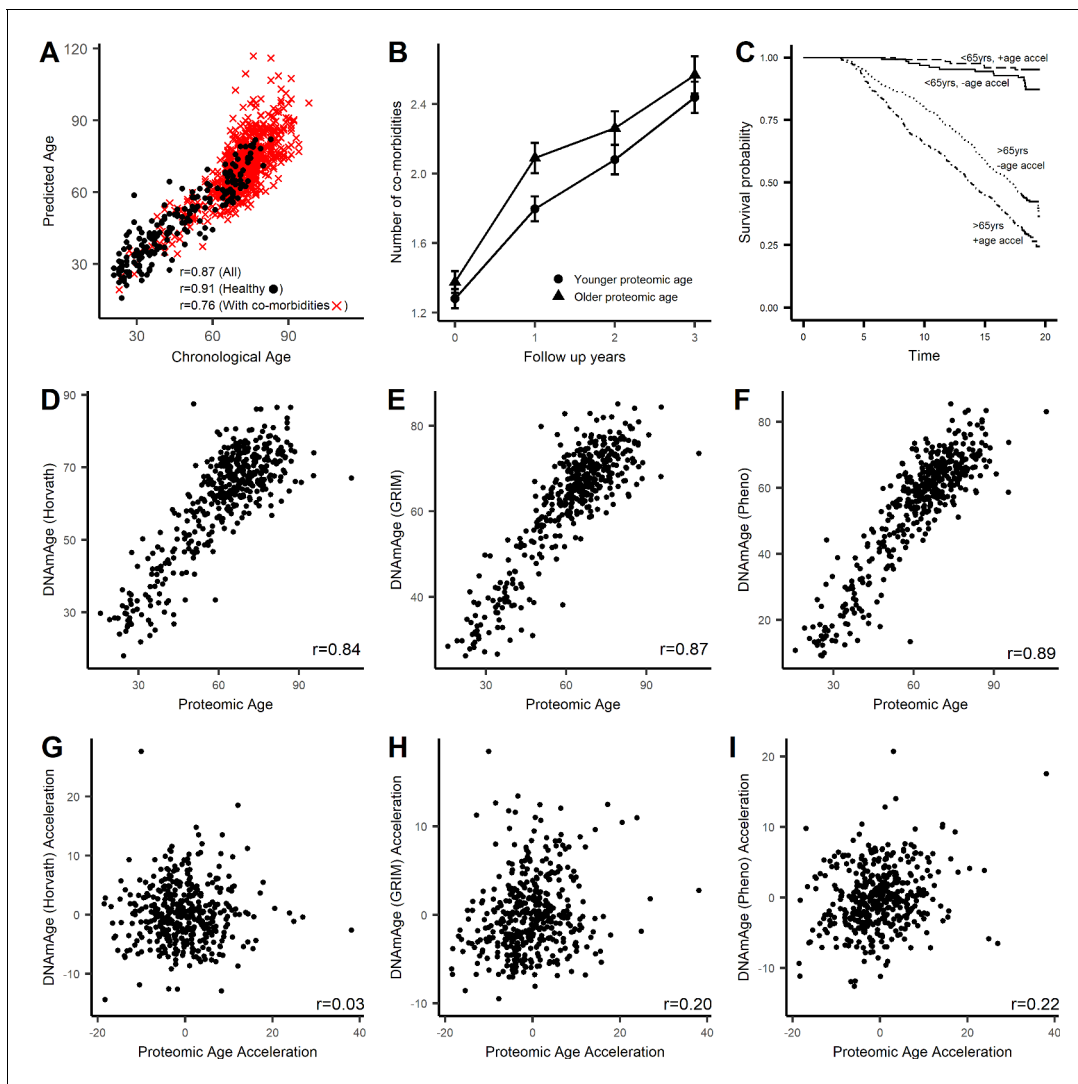 A
120
90
60
30
Predicted Age
r=0.87 (All)
r=0.91 (Healthy ●)
r=0.76 (With co-morbidities ×)
30
60
90
Chronological Age
B
2.4
2.0
1.6
1.2
Number of co-morbidities
Younger proteomic age
Older proteomic age
0
1
2
3
Follow up years
C
1.00
0.75
0.50
0.25
0.00
Survival probability
<65yrs, +age accel
<65yrs, -age accel
>65yrs
-age accel
>65yrs
+age accel
0
5
10
15
20
Time
D
90
70
50
30
DNAmAge (Horvath)
r=0.84
30
60
90
Proteomic Age
E
80
60
40
DNAmAge (GRIM)
r=0.87
30
60
90
Proteomic Age
F
80
60
40
20
DNAmAge (Pheno)
r=0.89
30
60
90
Proteomic Age
G
20
10
0
-10
DNAmAge (Horvath) Acceleration
r=0.03
-20
0
20
40
Proteomic Age Acceleration
H
10
0
-10
DNAmAge (GRIM) Acceleration
r=0.20
-20
0
20
40
Proteomic Age Acceleration
I
20
10
0
-10
DNAmAge (Pheno) Acceleration
r=0.22
-20
0
20
40
Proteomic Age Acceleration